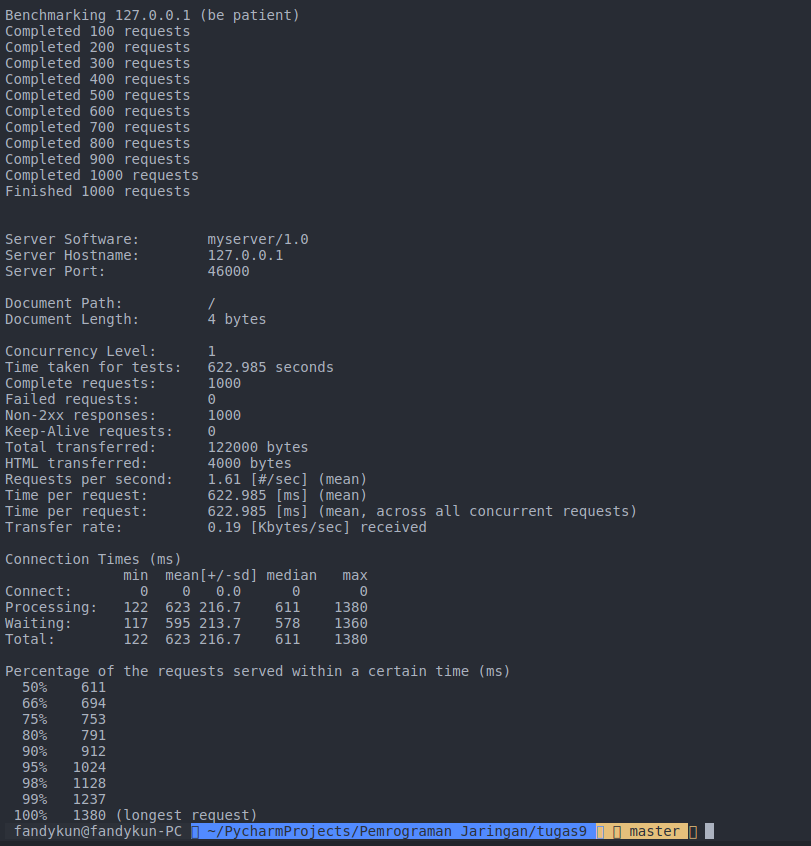 Benchmarking 127.0.0.1 (be patient)
Completed 100 requests
Completed 200 requests
Completed 300 requests
Completed 400 requests
Completed 500 requests
Completed 600 requests
Completed 700 requests
Completed 800 requests
Completed 900 requests
Completed 1000 requests
Finished 1000 requests
Server Software:        myserver/1.0
Server Hostname:        127.0.0.1
Server Port:            46000
Document Path:          /
Document Length:        4 bytes
Concurrency Level:      1
Time taken for tests:   622.985 seconds
Complete requests:      1000
Failed requests:        0
Non-2xx responses:      1000
Keep-Alive requests:    0
Total transferred:      122000 bytes
HTML transferred:       4000 bytes
Requests per second:    1.61 [#/sec] (mean)
Time per request:       622.985 [ms] (mean)
Time per request:       622.985 [ms] (mean, across all concurrent requests)
Transfer rate:          0.19 [Kbytes/sec] received
Connection Times (ms)
              min  mean[+/-sd] median   max
Connect:        0    0   0.0      0       0
Processing:   122  623 216.7    611    1380
Waiting:      117  595 213.7    578    1360
Total:        122  623 216.7    611    1380
Percentage of the requests served within a certain time (ms)
  50%    611
  66%    694
  75%    753
  80%    791
  90%    912
  95%   1024
  98%   1128
  99%   1237
 100%   1380 (longest request)
fandykun@fandykun-PC ~/PycharmProjects/Pemrograman Jaringan/tugas9 master